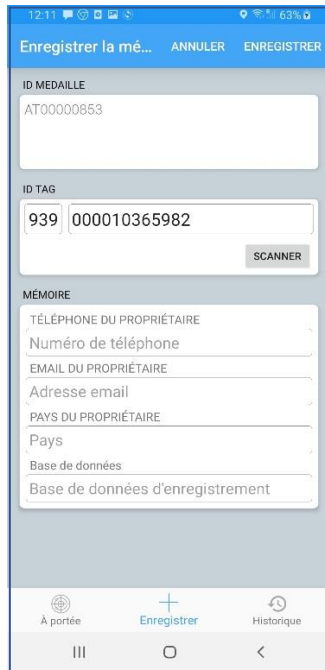 12:11 63%
Enregistrer la mé... ANNULER ENREGISTRER
ID MEDAILLE
AT00000853
ID TAG
939 000010365982
SCANNER
MÉMOIRE
TÉLÉPHONE DU PROPRIÉTAIRE
Numéro de téléphone
EMAIL DU PROPRIÉTAIRE
Adresse email
PAYS DU PROPRIÉTAIRE
Pays
Base de données
Base de données d'enregistrement
À portée Enregistrer Historique